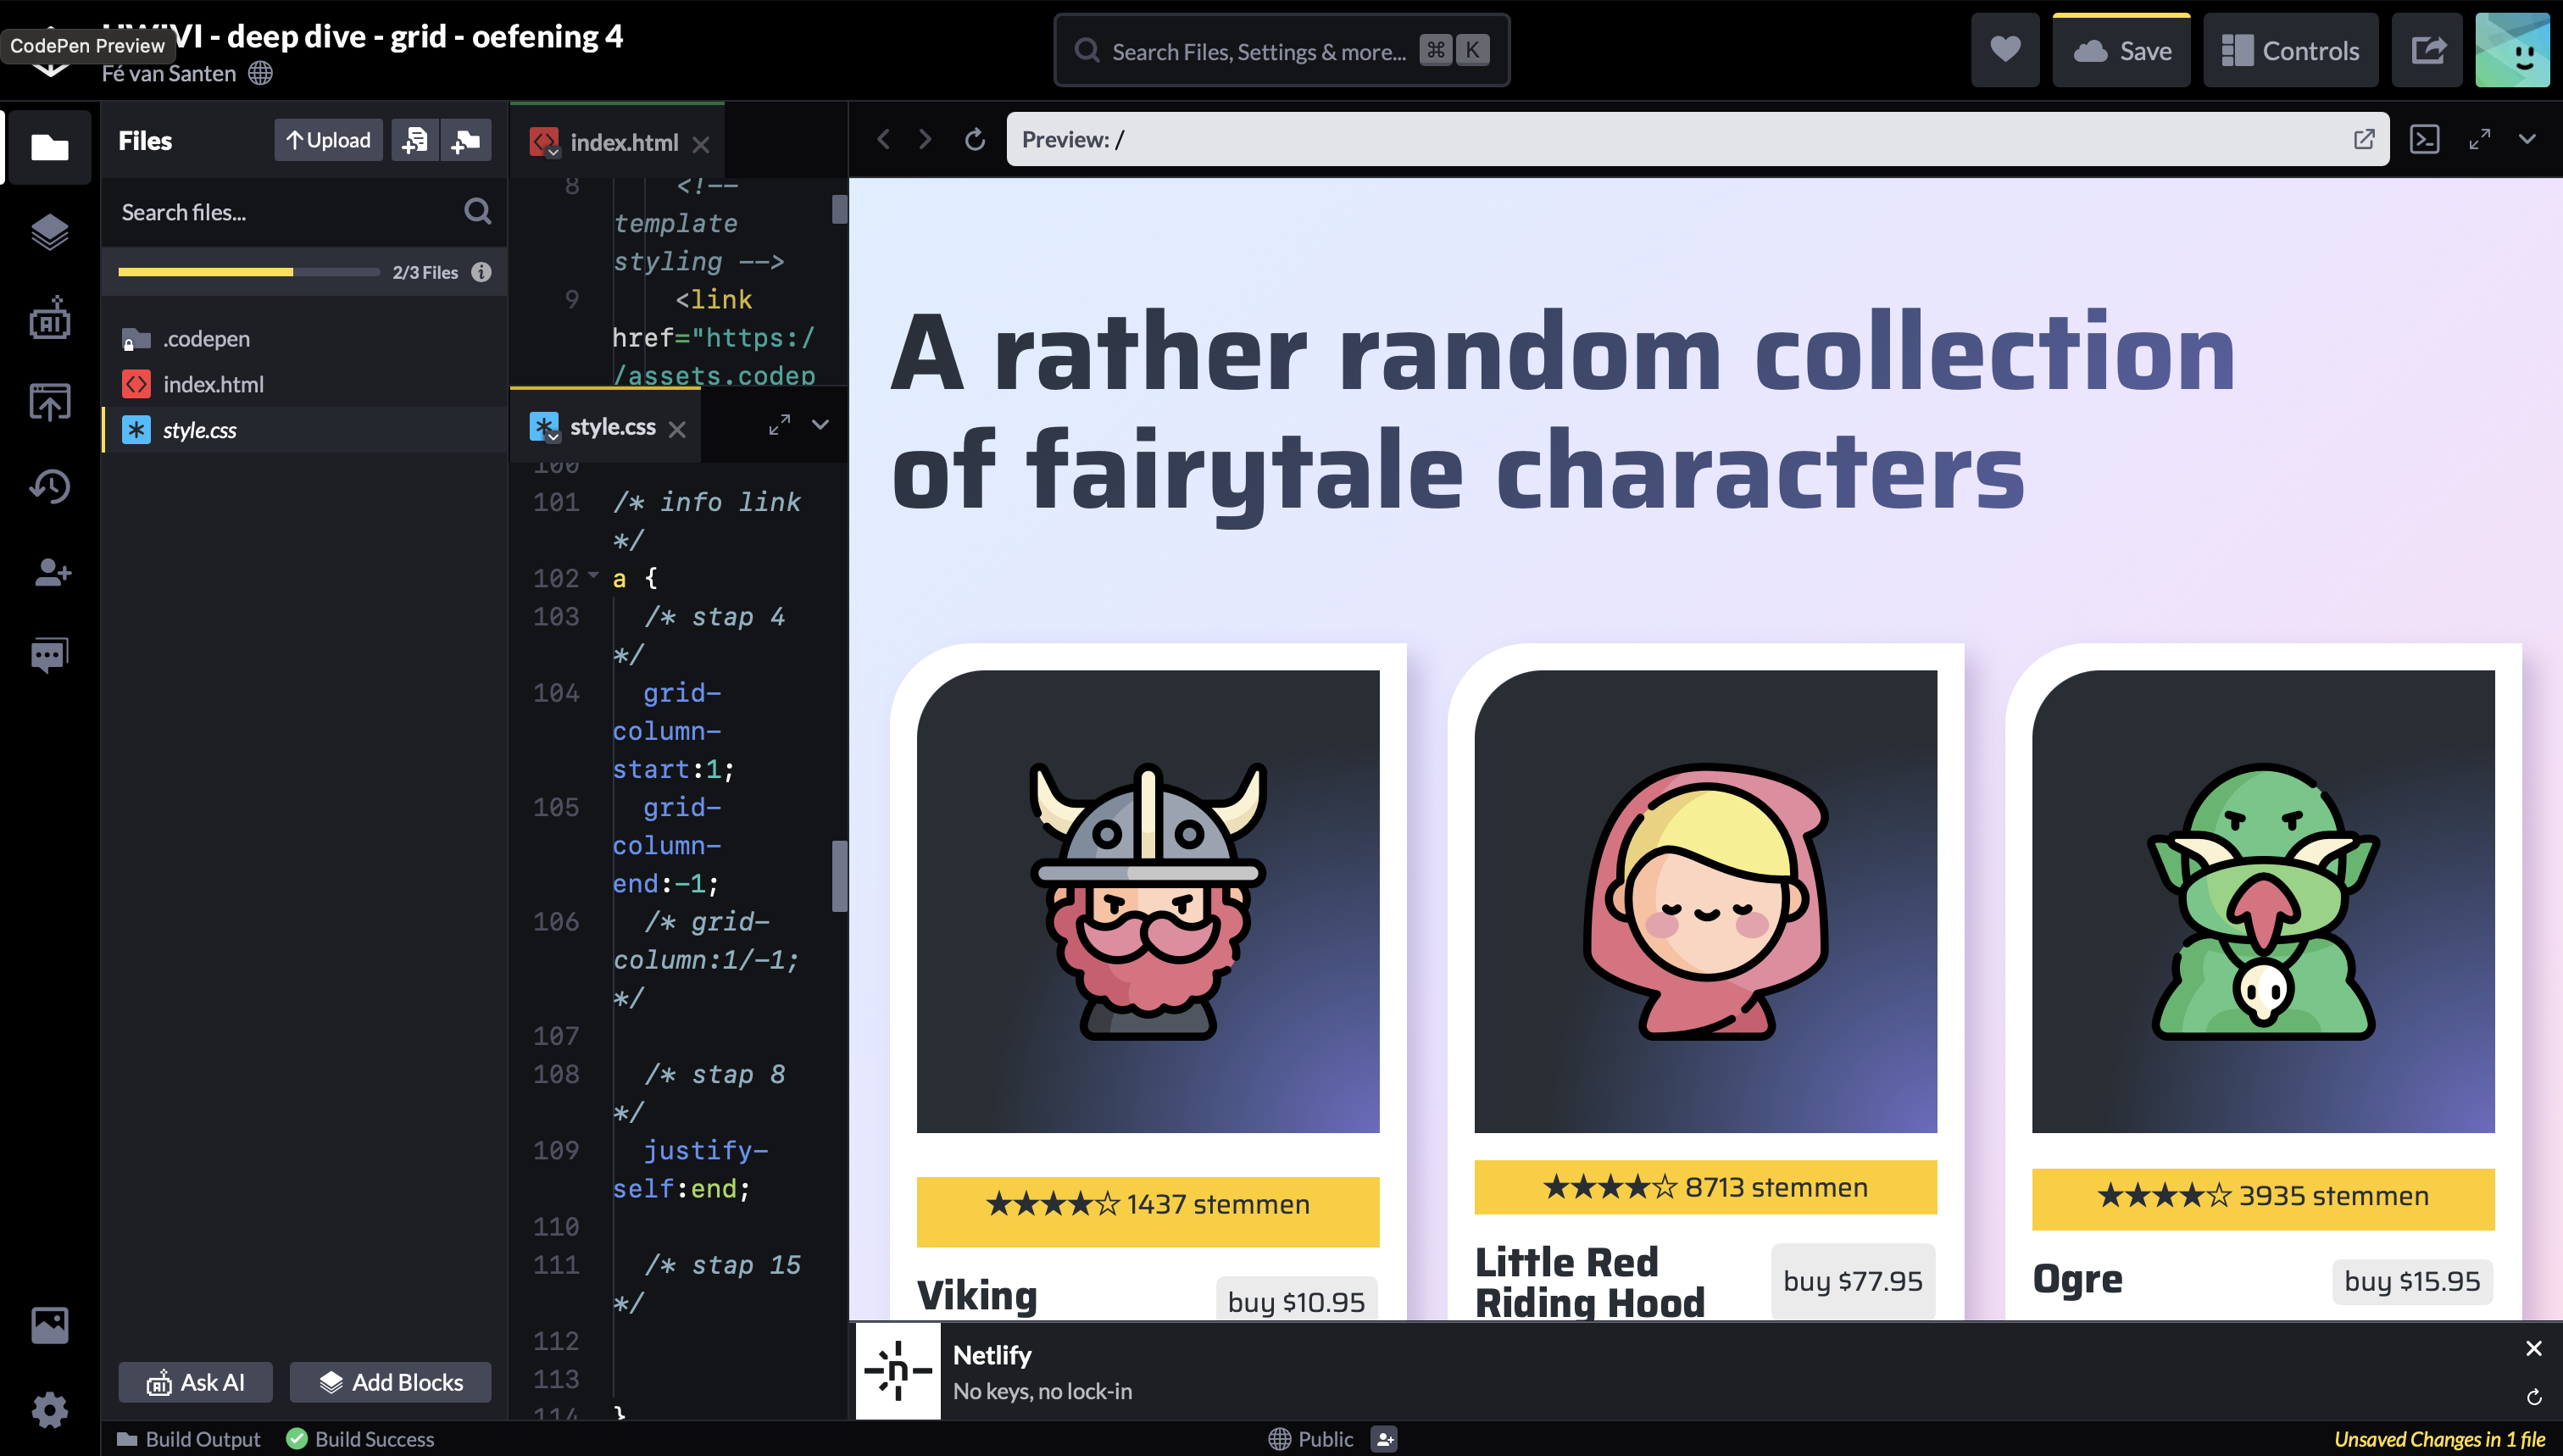 VI - deep dive - grid - oefening 4
CodePen Preview
Fé van Santen
Search Files, Settings & more... ⌘ K
Save
Controls
Files
Upload
Search files...
2/3 Files
.codepen
index.html
style.css
Ask AI
Add Blocks
index.html
8 <!--
template
styling -->
9 <link
href="https:/
/assets.codep
style.css
100
101 /* info link
*/
102 a {
103 /* stap 4
*/
104 grid-
column-
start:1;
105 grid-
column-
end:-1;
106 /* grid-
column:1/-1;
*/
107
108 /* stap 8
*/
109 justify-
self:end;
110
111 /* stap 15
*/
112
113
114 }
Preview: /
A rather random collection
of fairytale characters
★★★★☆ 1437 stemmen
Viking
buy $10.95
★★★★☆ 8713 stemmen
Little Red
Riding Hood
buy $77.95
★★★★☆ 3935 stemmen
Ogre
buy $15.95
Netlify
No keys, no lock-in
Build Output
Build Success
Public
Unsaved Changes in 1 file